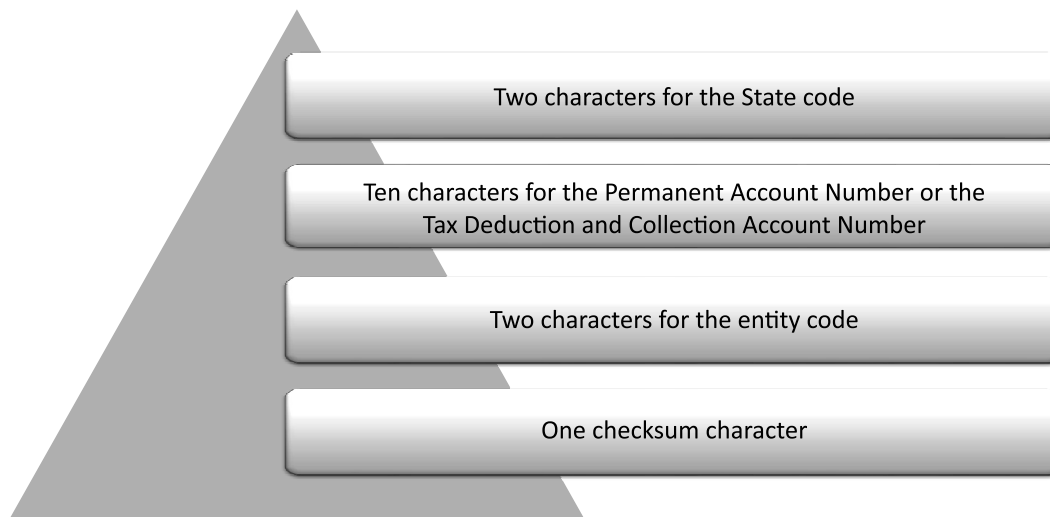 Two characters for the State code
Ten characters for the Permanent Account Number or the
Tax Deduction and Collection Account Number
Two characters for the entity code
One checksum character